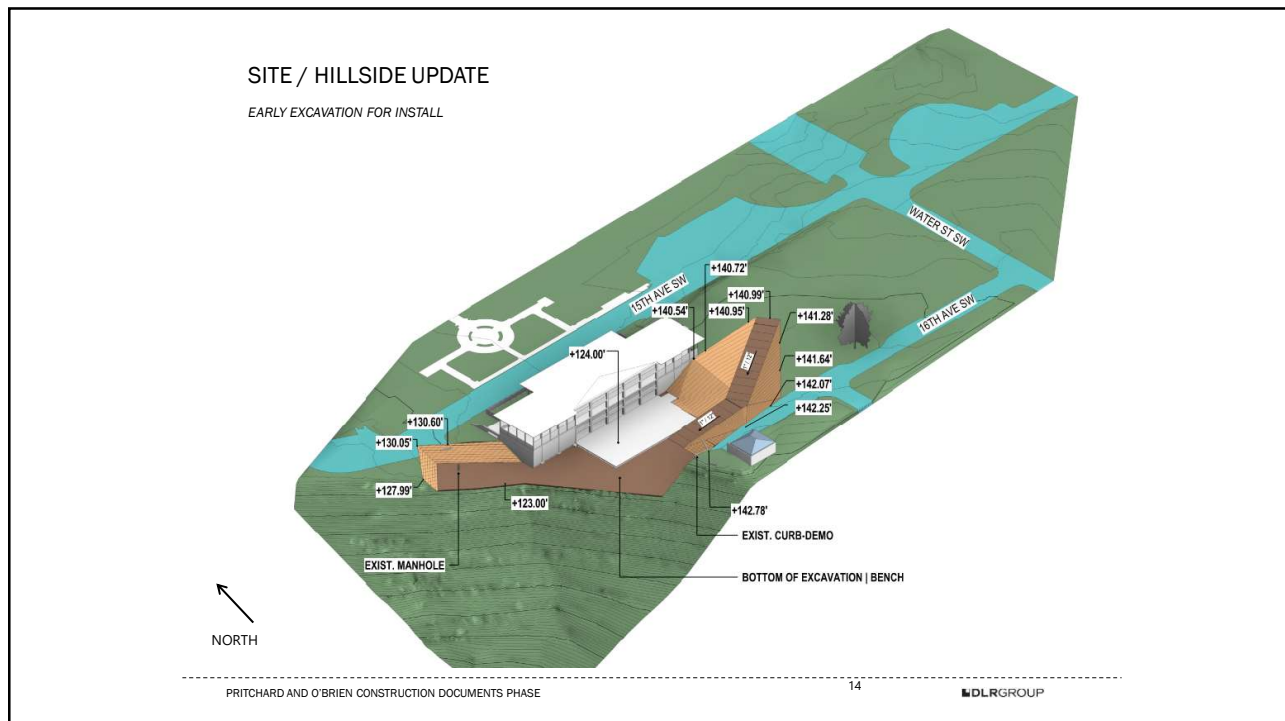 SITE / HILLSIDE UPDATE
EARLY EXCAVATION FOR INSTALL
WATER ST SW
15TH AVE SW
16TH AVE SW
+140.72'
+140.99'
+140.54'
+140.95'
+141.28'
+124.00'
+141.64'
+142.07'
+142.25'
+130.60'
+130.05'
+127.99'
+123.00'
+142.78'
EXIST. CURB-DEMO
EXIST. MANHOLE
BOTTOM OF EXCAVATION | BENCH
NORTH
PRITCHARD AND O'BRIEN CONSTRUCTION DOCUMENTS PHASE
14
DLRGROUP